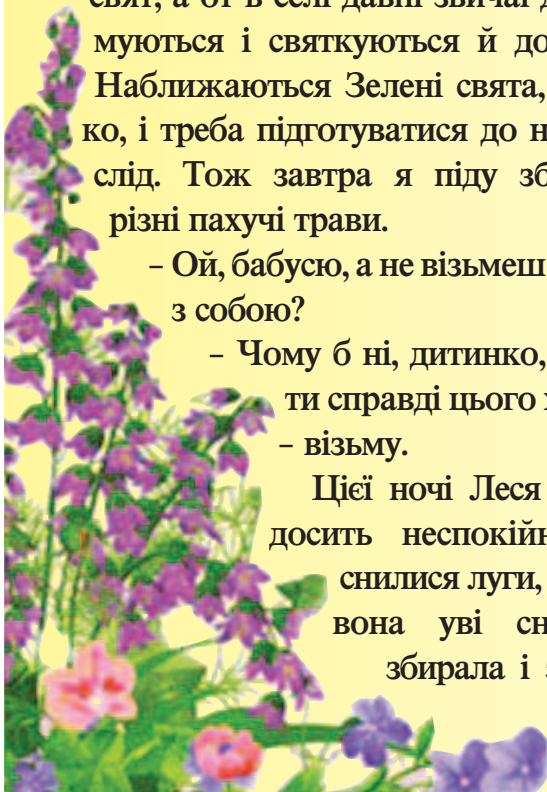 свят, а от в селі давні звичаї д
муються і святкуються й до
Наближаються Зелені свята,
ко, і треба підготуватися до н
слід. Тож завтра я піду зб
різні пахучі трави.
– Ой, бабусю, а не візьмеш
з собою?
– Чому б ні, дитинко,
ти справді цього х
– візьму.
Цієї ночі Леся
досить неспокійн
снилися луги,
вона уві сн
збирала і з